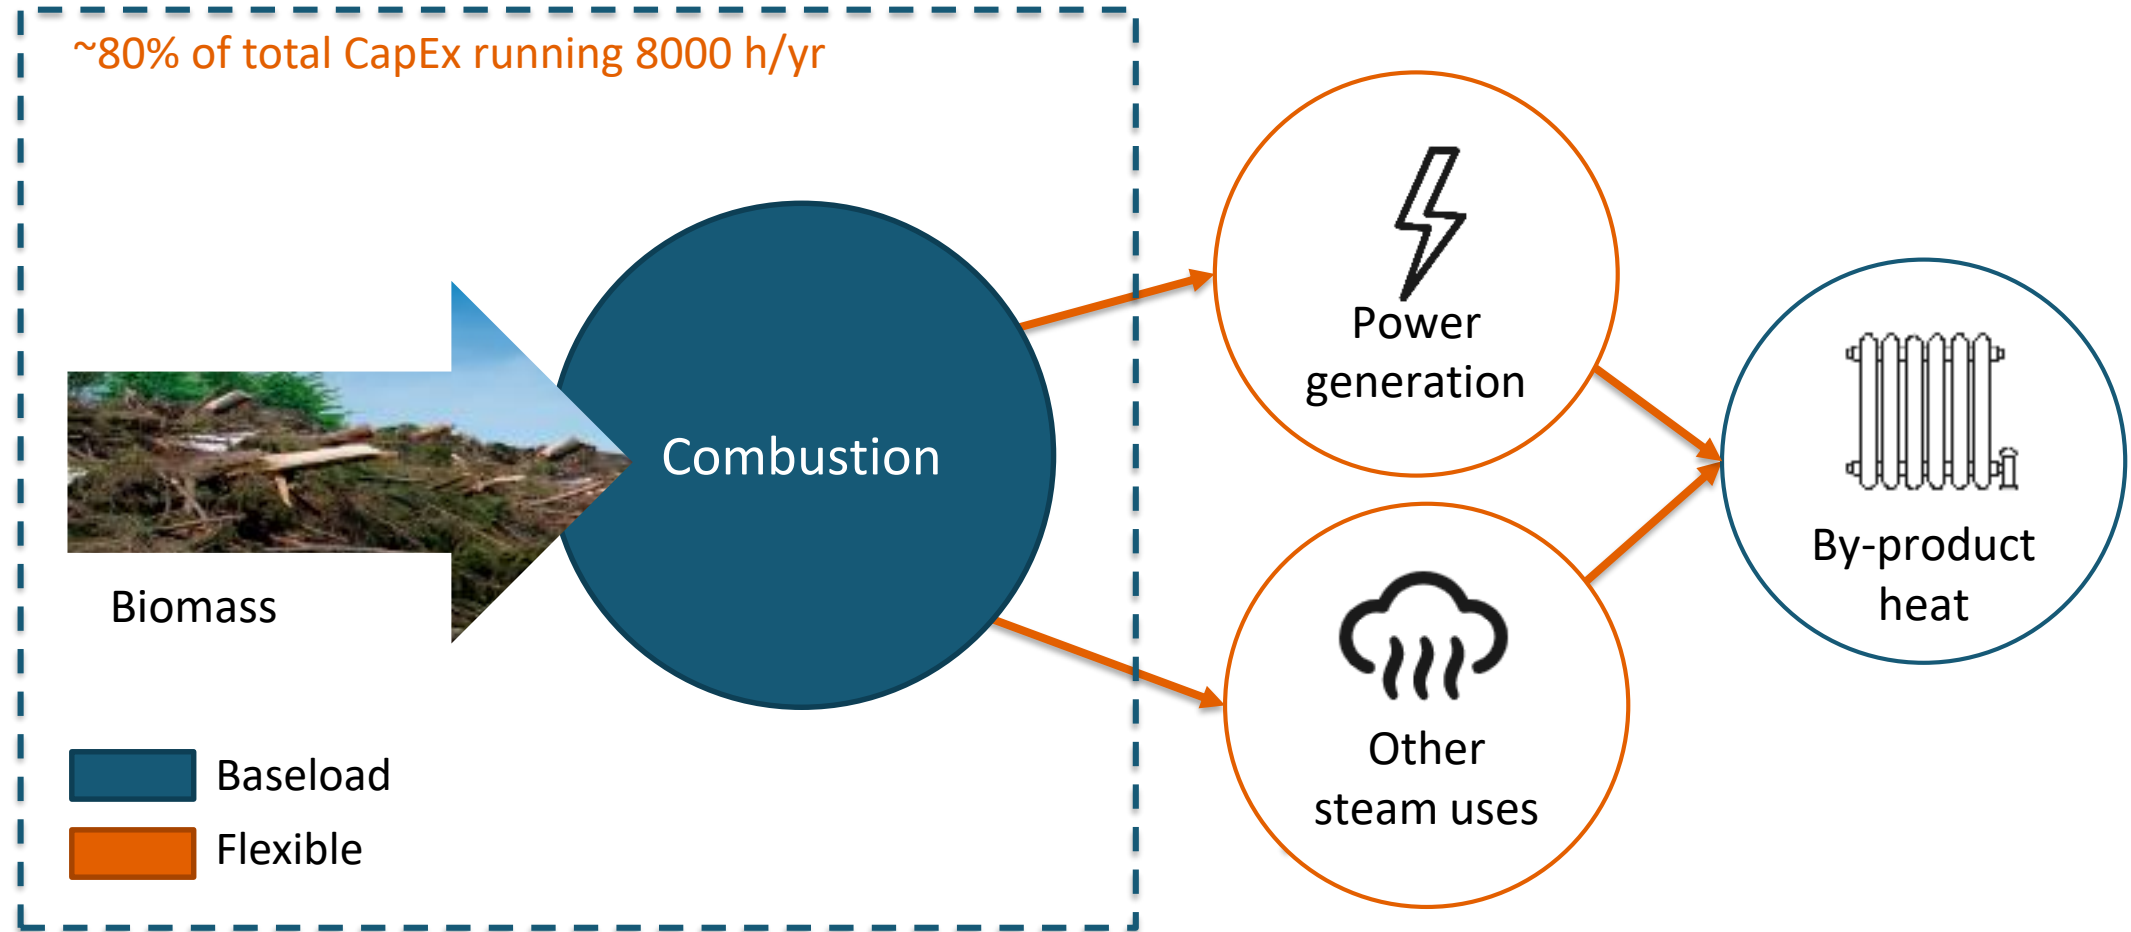 ~80% of total CapEx running 8000 h/yr
Biomass
Combustion
Power
generation
Other
steam uses
By-product
heat
Baseload
Flexible